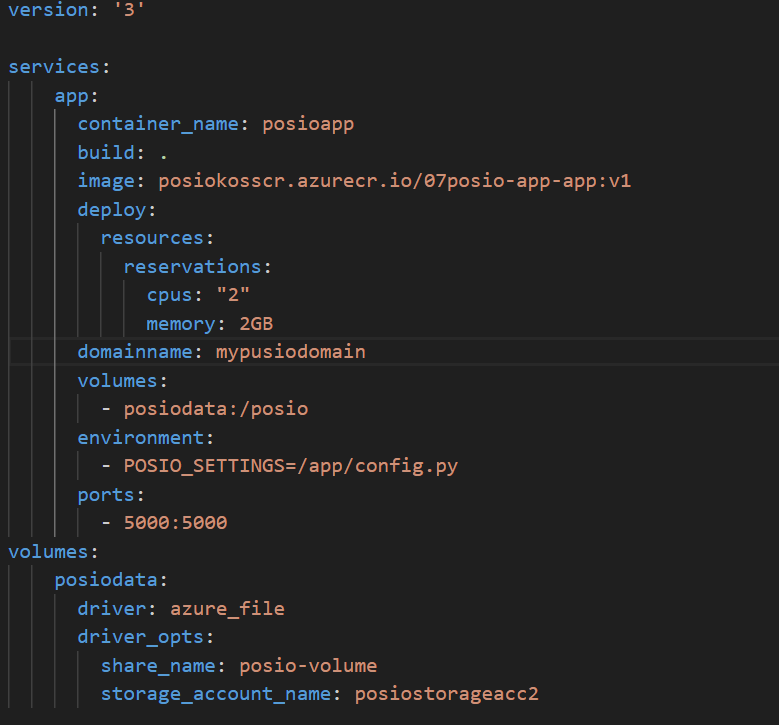 version: '3'
services:
app:
container_name: posioapp
build: .
image: posiokosscr.azurecr.io/07posio-app-app:v1
deploy:
resources:
reservations:
cpus: "2"
memory: 2GB
domainname: mypusiodomain
volumes:
- posiodata:/posio
environment:
- POSIO_SETTINGS=/app/config.py
ports:
- 5000:5000
volumes:
posiodata:
driver: azure_file
driver_opts:
share_name: posio-volume
storage_account_name: posiostorageacc2